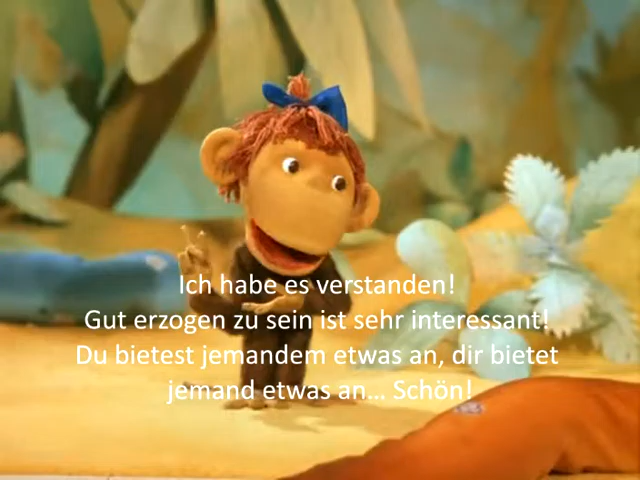 Ich habe es verstanden!
Gut erzogen zu sein ist sehr interessant!
Du bietest jemandem etwas an, dir bietet
jemand etwas an… Schön!